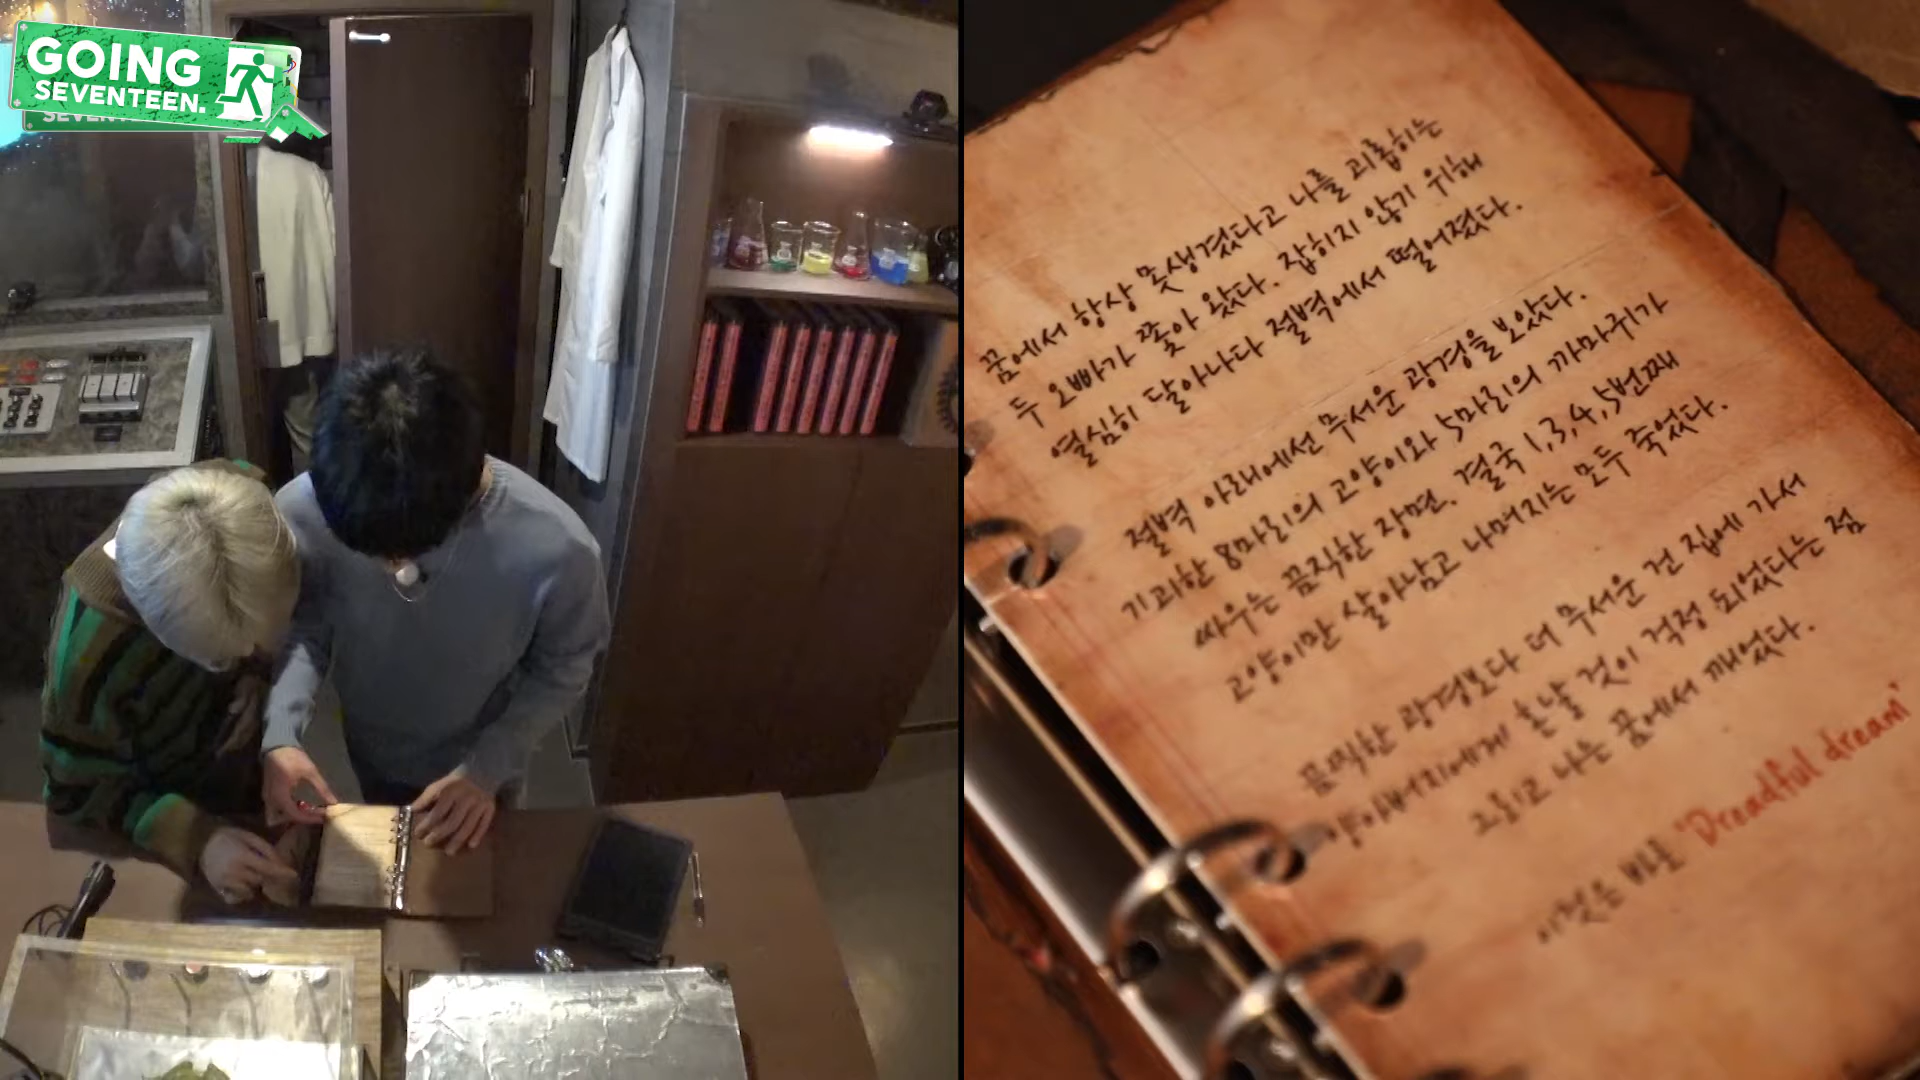 GOING
SEVENTEEN.
꿈에서 항상 못생겼다고 나를 괴롭히는
두 오빠가 쫓아 왔다. 잡히지 않기 위해
열심히 달아나다 절벽에서 떨어졌다.
절벽 아래에선 무서운 광경을 보았다.
기괴한 8마리의 고양이와 5마리의 까마귀가
싸우는 끔직한 장면. 결국 1,3,4,5번째
고양이만 살아남고 나머지는 모두 죽었다.
끔찍한 광경보다 더 무서운 건 집에 가서
양아버지에게 혼날 것이 걱정 되었다는 점
그리고 나는 꿈에서 깨었다.
이것은 바로 'Dreadful dream'